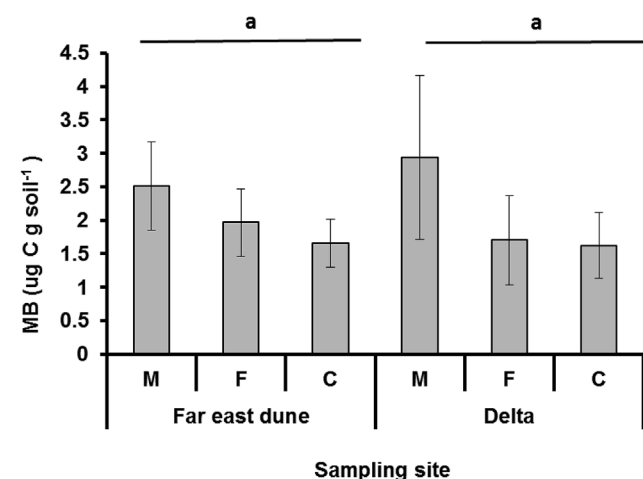 a a
4.5
4
3.5
3
2.5
2
1.5
1
0.5
0
MB (ug C g soil-1 )
M F C M F C
Far east dune Delta
Sampling site